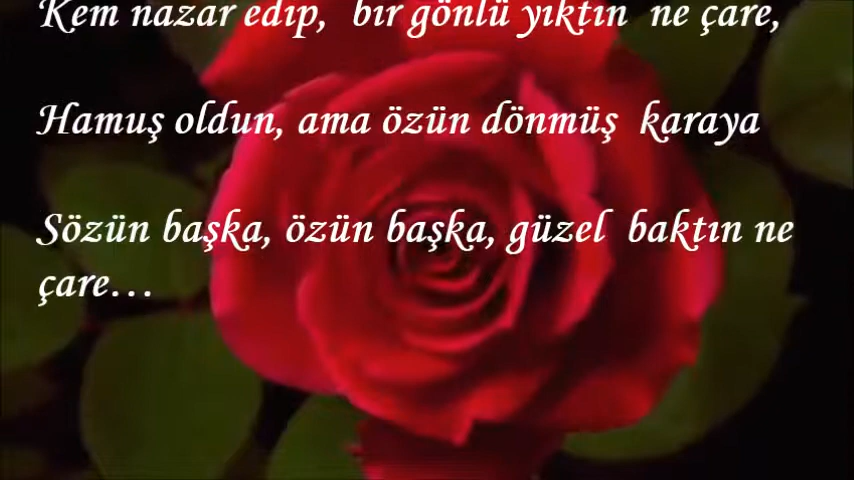 Kem nazar edip, bir gönlü yıktın ne çare,
Hamuş oldun, ama özün dönmüş karaya
Sözün başka, özün başka, güzel baktın ne
çare…